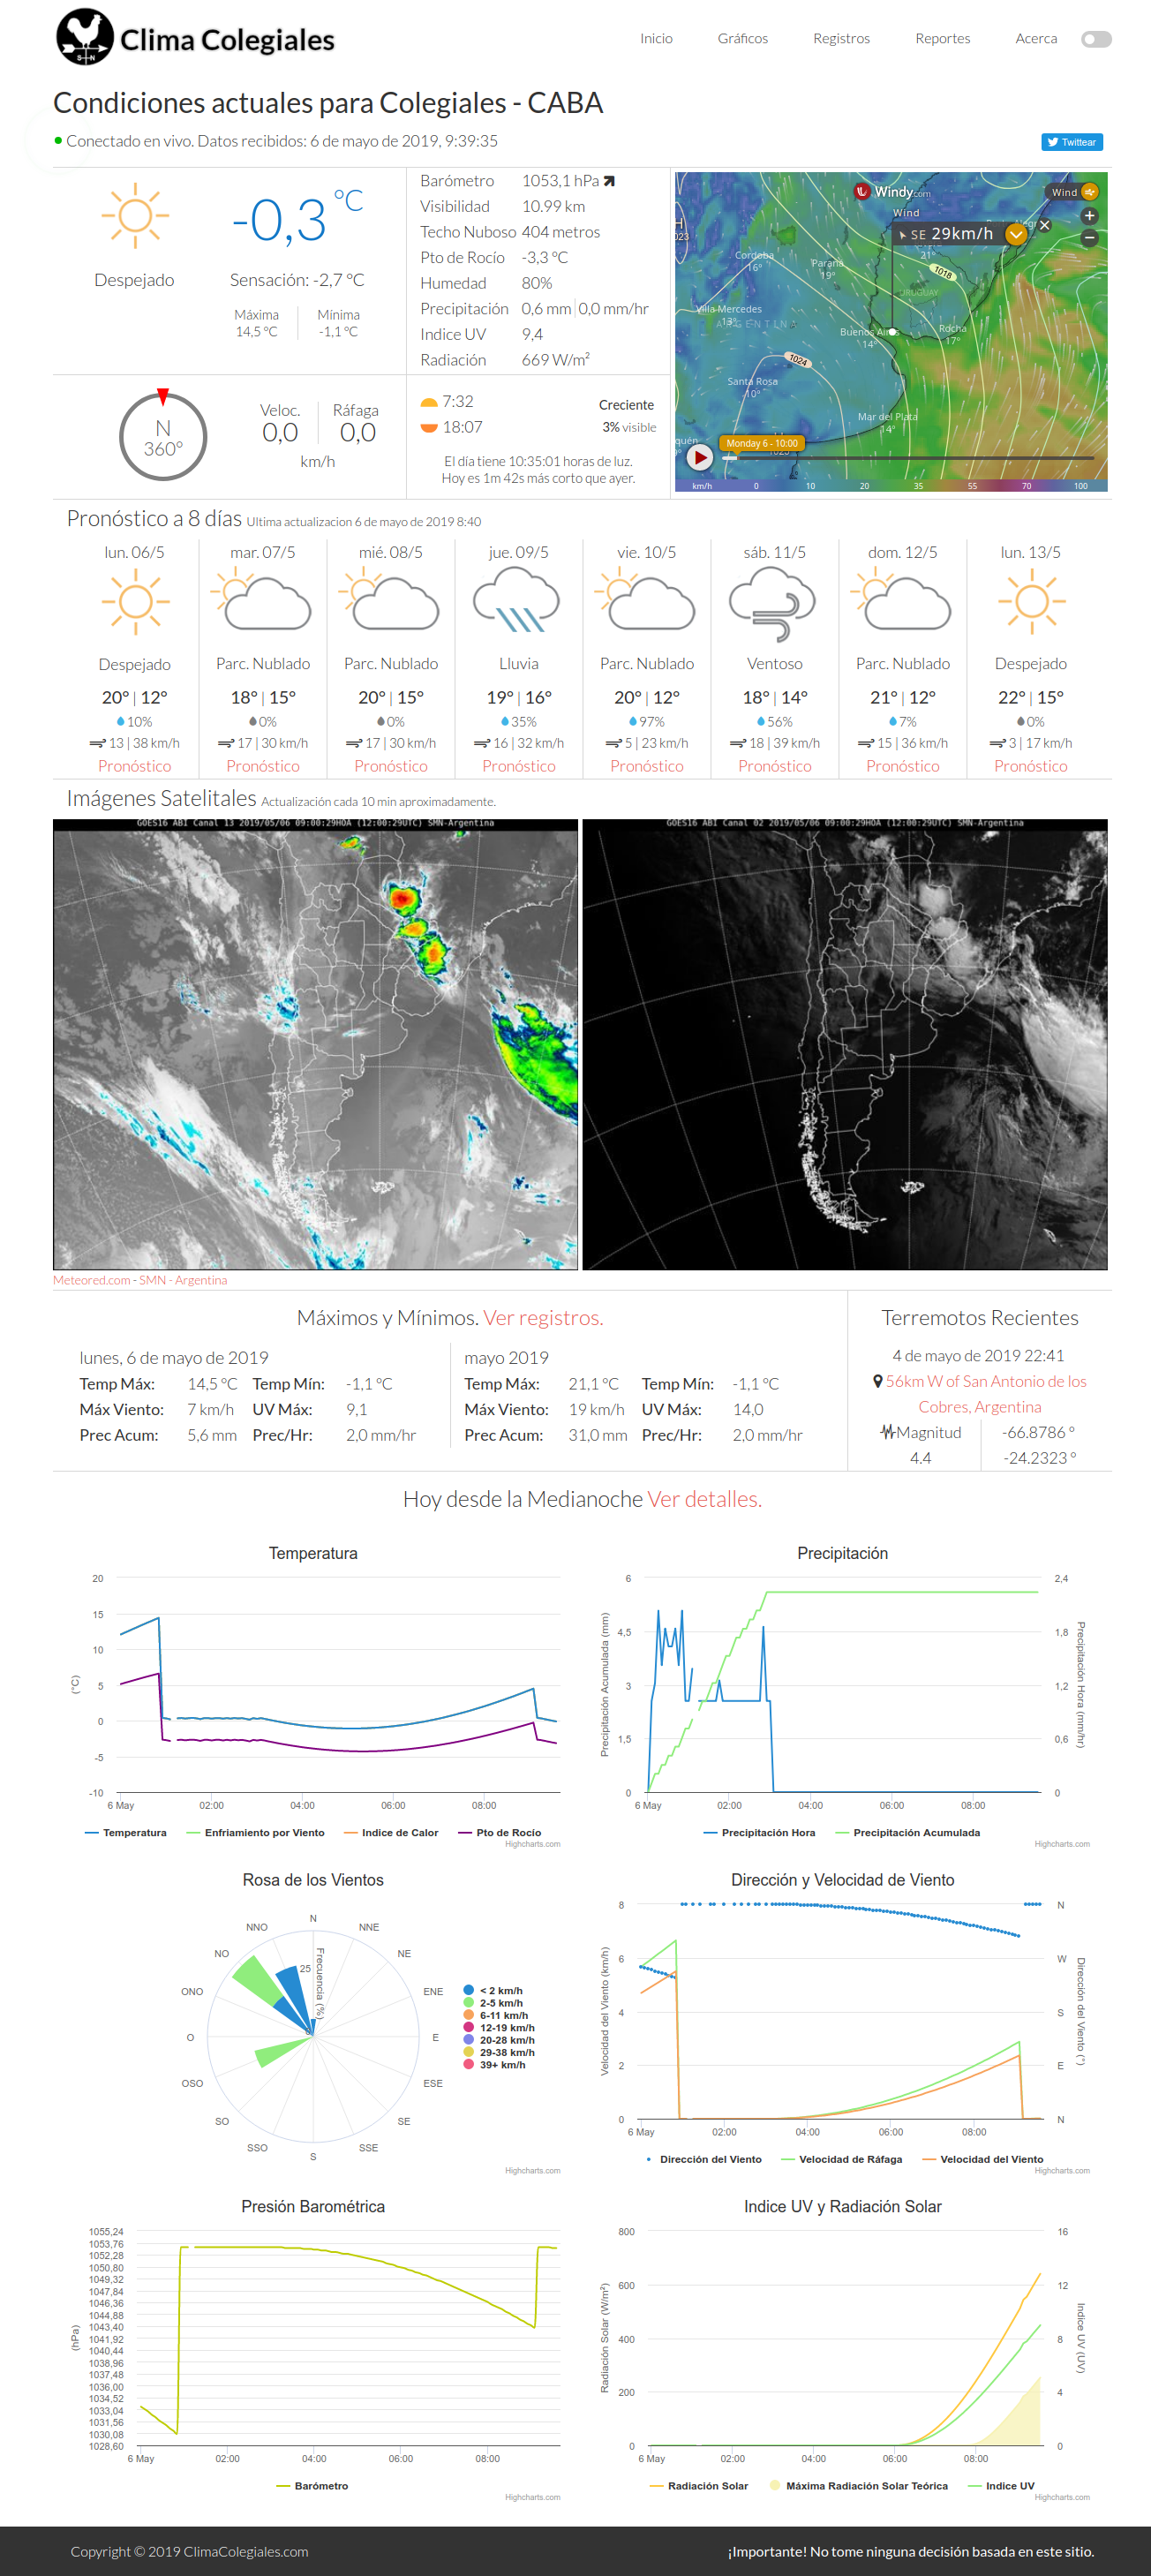 Clima Colegiales
Inicio Gráficos Registros Reportes Acerca
Condiciones actuales para Colegiales - CABA
Conectado en vivo. Datos recibidos: 6 de mayo de 2019, 9:39:35
Twittear
-0,3 °C
Despejado
Sensación: -2,7 °C
Máxima Mínima
14,5 °C -1,1 °C
Barómetro 1053,1 hPa
Visibilidad 10.99 km
Techo Nuboso 404 metros
Pto de Rocío -3,3 °C
Humedad 80%
Precipitación 0,6 mm 0,0 mm/hr
Indice UV 9,4
Radiación 669 W/m²
Windy.com
Wind
Wind
SE 29km/h
H
023
Cordoba
16°
Paraná
19°
21°
1018
URUGUAY
Villa Mercedes
13°
ARGENTINA
Buenos Aires
14°
Rocha
17°
1024
Santa Rosa
10°
Mar del Plata
14°
quén
Monday 6 - 10:00
km/h 0 10 20 35 55 70 100
N
360°
Veloc. Ráfaga
0,0 0,0
km/h
7:32
18:07
Creciente
3% visible
El día tiene 10:35:01 horas de luz.
Hoy es 1m 42s más corto que ayer.
Pronóstico a 8 días Ultima actualizacion 6 de mayo de 2019 8:40
lun. 06/5 mar. 07/5 mié. 08/5 jue. 09/5 vie. 10/5 sáb. 11/5 dom. 12/5 lun. 13/5
Despejado Parc. Nublado Parc. Nublado Lluvia Parc. Nublado Ventoso Parc. Nublado Despejado
20° | 12° 18° | 15° 20° | 15° 19° | 16° 20° | 12° 18° | 14° 21° | 12° 22° | 15°
10% 0% 0% 35% 97% 56% 7% 0%
13 | 38 km/h 17 | 30 km/h 17 | 30 km/h 16 | 32 km/h 5 | 23 km/h 18 | 39 km/h 15 | 36 km/h 3 | 17 km/h
Pronóstico Pronóstico Pronóstico Pronóstico Pronóstico Pronóstico Pronóstico Pronóstico
Imágenes Satelitales Actualización cada 10 min aproximadamente.
GOES16 ABI Canal 13 2019/05/06 09:00:29HOA (12:00:29UTC) SMN-Argentina
GOES16 ABI Canal 02 2019/05/06 09:00:29HOA (12:00:29UTC) SMN-Argentina
Meteored.com - SMN - Argentina
Máximos y Mínimos. Ver registros.
lunes, 6 de mayo de 2019
Temp Máx: 14,5 °C Temp Mín: -1,1 °C
Máx Viento: 7 km/h UV Máx: 9,1
Prec Acum: 5,6 mm Prec/Hr: 2,0 mm/hr
mayo 2019
Temp Máx: 21,1 °C Temp Mín: -1,1 °C
Máx Viento: 19 km/h UV Máx: 14,0
Prec Acum: 31,0 mm Prec/Hr: 2,0 mm/hr
Terremotos Recientes
4 de mayo de 2019 22:41
56km W of San Antonio de los
Cobres, Argentina
Magnitud -66.8786 °
4.4 -24.2323 °
Hoy desde la Medianoche Ver detalles.
Temperatura
(°C)
20
15
10
5
0
-5
-10
6 May 02:00 04:00 06:00 08:00
Temperatura Enfriamiento por Viento Indice de Calor Pto de Rocío
Highcharts.com
Precipitación
Precipitación Acumulada (mm)
6
4,5
3
1,5
0
2,4
1,8
1,2
0,6
0
Precipitación Hora (mm/hr)
6 May 02:00 04:00 06:00 08:00
Precipitación Hora Precipitación Acumulada
Highcharts.com
Rosa de los Vientos
N
NNE
NE
ENE
E
ESE
SE
SSE
S
SSO
SO
OSO
O
ONO
NO
NNO
25
0
Frecuencia (%)
< 2 km/h
2-5 km/h
6-11 km/h
12-19 km/h
20-28 km/h
29-38 km/h
39+ km/h
Highcharts.com
Dirección y Velocidad de Viento
Velocidad del Viento (km/h)
8
6
4
2
0
N
W
S
E
N
Dirección del Viento (°)
6 May 02:00 04:00 06:00 08:00
Dirección del Viento Velocidad de Ráfaga Velocidad del Viento
Highcharts.com
Presión Barométrica
(hPa)
1055,24
1053,76
1052,28
1050,80
1049,32
1047,84
1046,36
1044,88
1043,40
1041,92
1040,44
1038,96
1037,48
1036,00
1034,52
1033,04
1031,56
1030,08
1028,60
6 May 02:00 04:00 06:00 08:00
Barómetro
Highcharts.com
Indice UV y Radiación Solar
Radiación Solar (W/m²)
800
600
400
200
0
16
12
8
4
0
Indice UV (UV)
6 May 02:00 04:00 06:00 08:00
Radiación Solar Máxima Radiación Solar Teórica Indice UV
Highcharts.com
Copyright © 2019 ClimaColegiales.com
¡Importante! No tome ninguna decisión basada en este sitio.